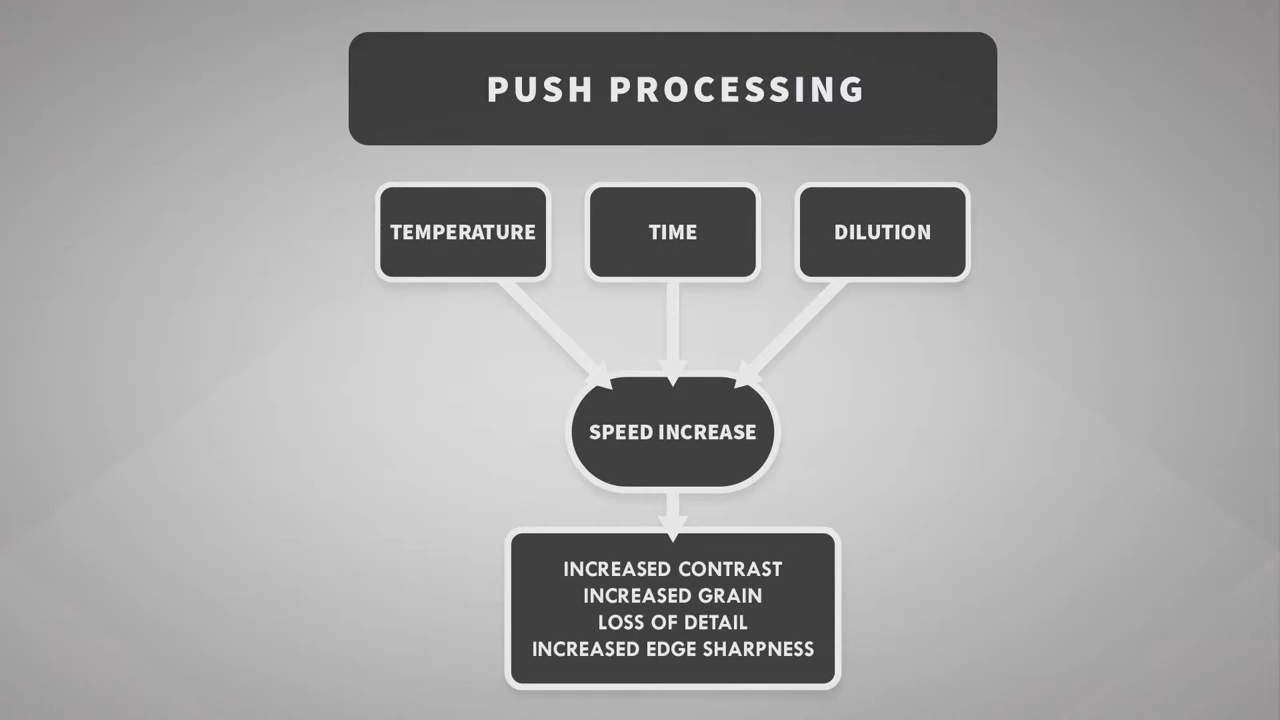 PUSH PROCESSING
TEMPERATURE
TIME
DILUTION
SPEED INCREASE
INCREASED CONTRAST
INCREASED GRAIN
LOSS OF DETAIL
INCREASED EDGE SHARPNESS